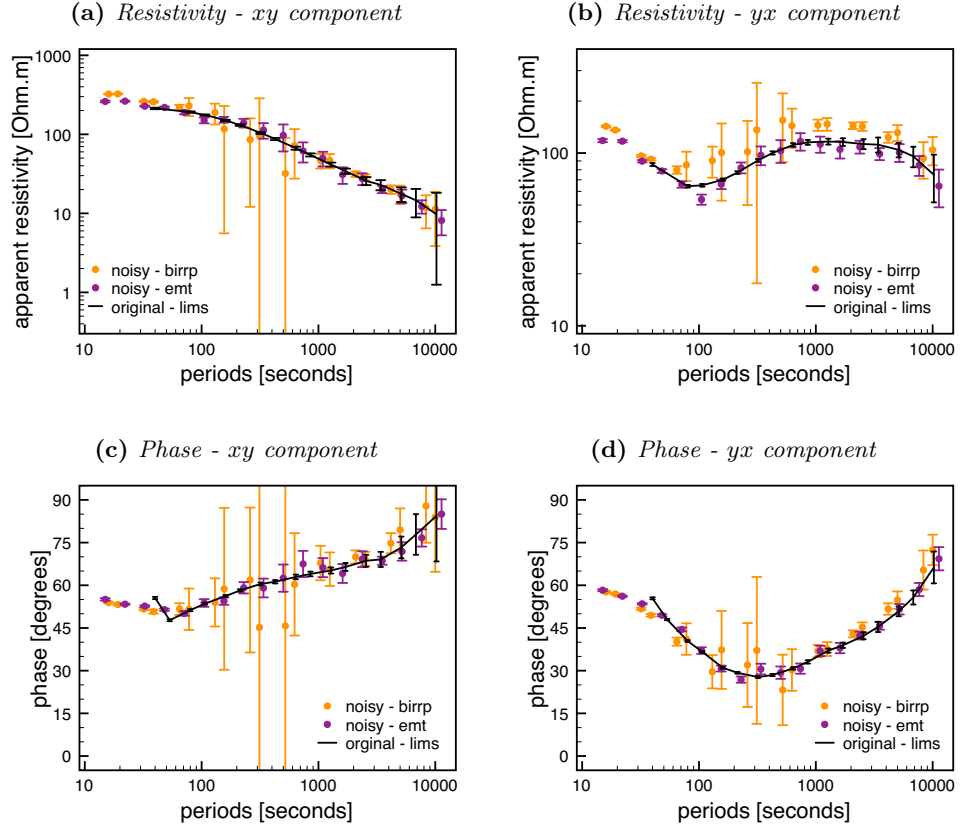 (a) Resistivity - xy component
apparent resistivity [Ohm.m]
1000
100
10
1
noisy - birrp
noisy - emt
original - lims
10 100 1000 10000
periods [seconds]
(b) Resistivity - yx component
apparent resistivity [Ohm.m]
100
10
noisy - birrp
noisy - emt
original - lims
10 100 1000 10000
periods [seconds]
(c) Phase - xy component
phase [degrees]
90
75
60
45
30
15
0
noisy - birrp
noisy - emt
orginal - lims
10 100 1000 10000
periods [seconds]
(d) Phase - yx component
phase [degrees]
90
75
60
45
30
15
0
noisy - birrp
noisy - emt
original - lims
10 100 1000 10000
periods [seconds]